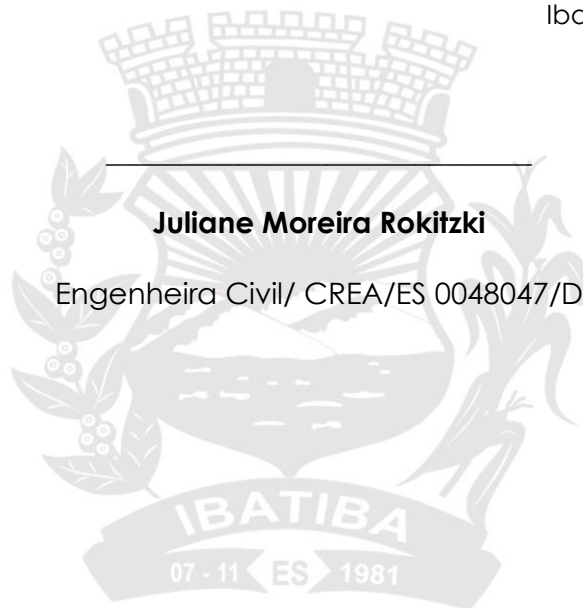 Juliane Moreira Rokitzki
Engenheira Civil/ CREA/ES 0048047/D
IBATIBA
07 - 11 ES 1981